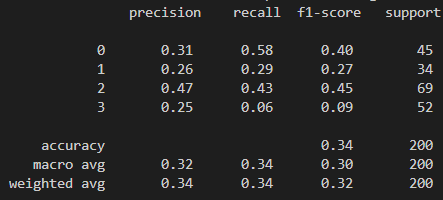 precision recall f1-score support
0 0.31 0.58 0.40 45
1 0.26 0.29 0.27 34
2 0.47 0.43 0.45 69
3 0.25 0.06 0.09 52
accuracy 0.34 200
macro avg 0.32 0.34 0.30 200
weighted avg 0.34 0.34 0.32 200